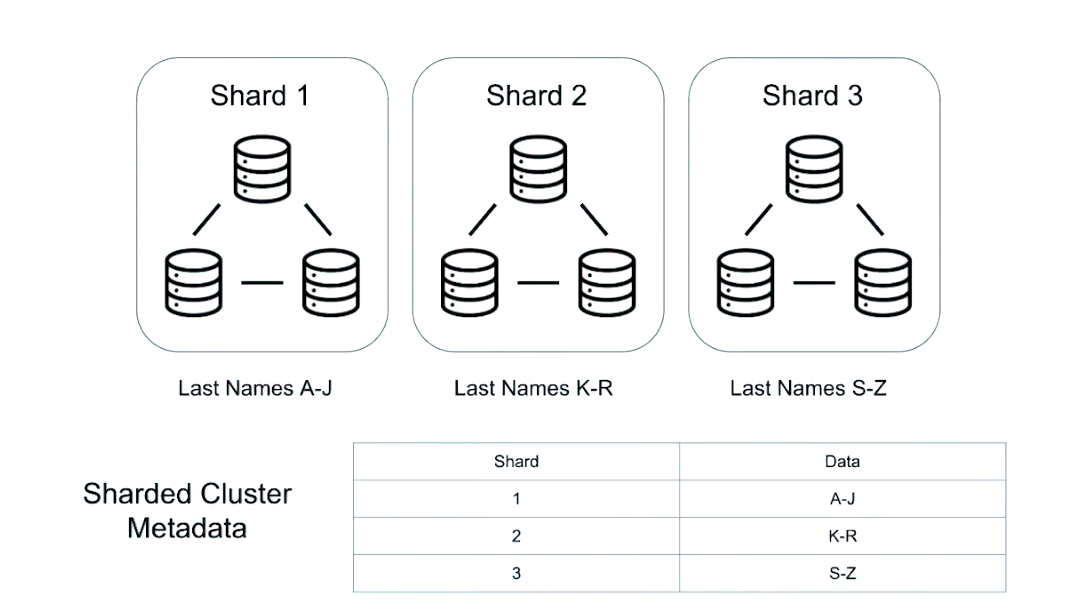 Shard 1
Shard 2
Shard 3
Last Names A-J
Last Names K-R
Last Names S-Z
Sharded Cluster
Metadata
Shard Data
1 A-J
2 K-R
3 S-Z